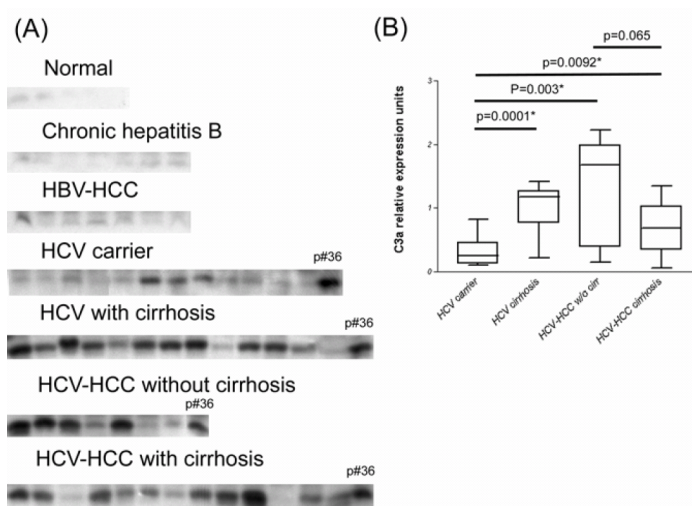 (A)
Normal
Chronic hepatitis B
HBV-HCC
HCV carrier
p#36
HCV with cirrhosis
p#36
HCV-HCC without cirrhosis
p#36
HCV-HCC with cirrhosis
p#36
(B)
p=0.065
p=0.0092*
P=0.003*
p=0.0001*
C3a relative expression units
3
2
1
0
HCV carrier
HCV cirrhosis
HCV-HCC w/o cirr
HCV-HCC cirrhosis